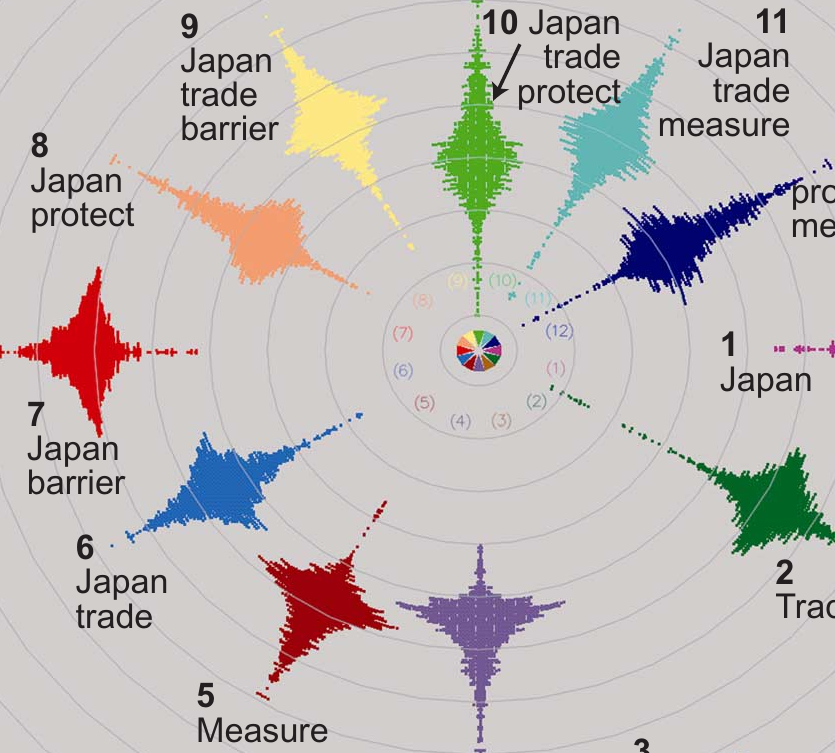 9
Japan
trade
barrier
10 Japan
trade
protect
11
Japan
trade
measure
8
Japan
protect
pro
me
(9)
(10)
(8)
(11)
(7)
(12)
(6)
(1)
(5)
(2)
(4)
(3)
1
Japan
7
Japan
barrier
6
Japan
trade
2
Trad
5
Measure
3